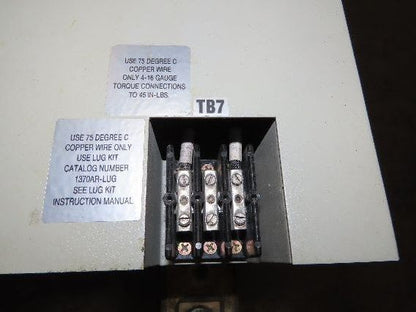 USE 75 DEGREE C
COPPER WIRE
ONLY 4-16 GAUGE
TORQUE CONNECTIONS
TO 45 IN-LBS.
TB7
USE 75 DEGREE C
COPPER WIRE ONLY
USE LUG KIT
CATALOG NUMBER
1370AR-LUG
SEE LUG KIT
INSTRUCTION MANUAL